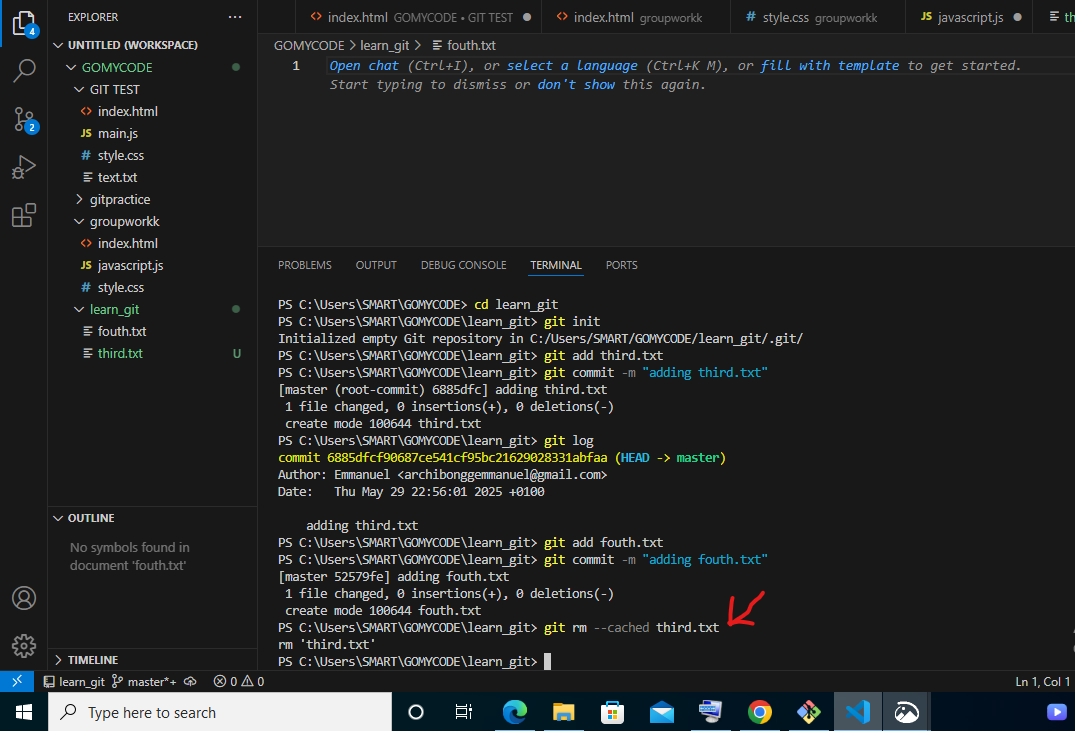 4
2
EXPLORER
...
UNTITLED (WORKSPACE)
GOMYCODE
GIT TEST
<> index.html
JS main.js
# style.css
text.txt
gitpractice
groupworkk
<> index.html
JS javascript.js
# style.css
learn_git
fouth.txt
third.txt U
OUTLINE
No symbols found in
document 'fouth.txt'
TIMELINE
<> index.html GOMYCODE • GIT TEST ●
<> index.html groupworkk
# style.css groupworkk
JS javascript.js ●
th
GOMYCODE > learn_git > fouth.txt
1 Open chat (Ctrl+I), or select a language (Ctrl+K M), or fill with template to get started.
Start typing to dismiss or don't show this again.
PROBLEMS OUTPUT DEBUG CONSOLE TERMINAL PORTS
PS C:\Users\SMART\GOMYCODE> cd learn_git
PS C:\Users\SMART\GOMYCODE\learn_git> git init
Initialized empty Git repository in C:/Users/SMART/GOMYCODE/learn_git/.git/
PS C:\Users\SMART\GOMYCODE\learn_git> git add third.txt
PS C:\Users\SMART\GOMYCODE\learn_git> git commit -m "adding third.txt"
[master (root-commit) 6885dfc] adding third.txt
1 file changed, 0 insertions(+), 0 deletions(-)
create mode 100644 third.txt
PS C:\Users\SMART\GOMYCODE\learn_git> git log
commit 6885dfcf90687ce541cf95bc21629028331abfaa (HEAD -> master)
Author: Emmanuel <archibonggemmanuel@gmail.com>
Date: Thu May 29 22:56:01 2025 +0100
adding third.txt
PS C:\Users\SMART\GOMYCODE\learn_git> git add fouth.txt
PS C:\Users\SMART\GOMYCODE\learn_git> git commit -m "adding fouth.txt"
[master 52579fe] adding fouth.txt
1 file changed, 0 insertions(+), 0 deletions(-)
create mode 100644 fouth.txt
PS C:\Users\SMART\GOMYCODE\learn_git> git rm --cached third.txt
rm 'third.txt'
PS C:\Users\SMART\GOMYCODE\learn_git>
learn_git master*+ 0 0 Ln 1, Col 1
Type here to search